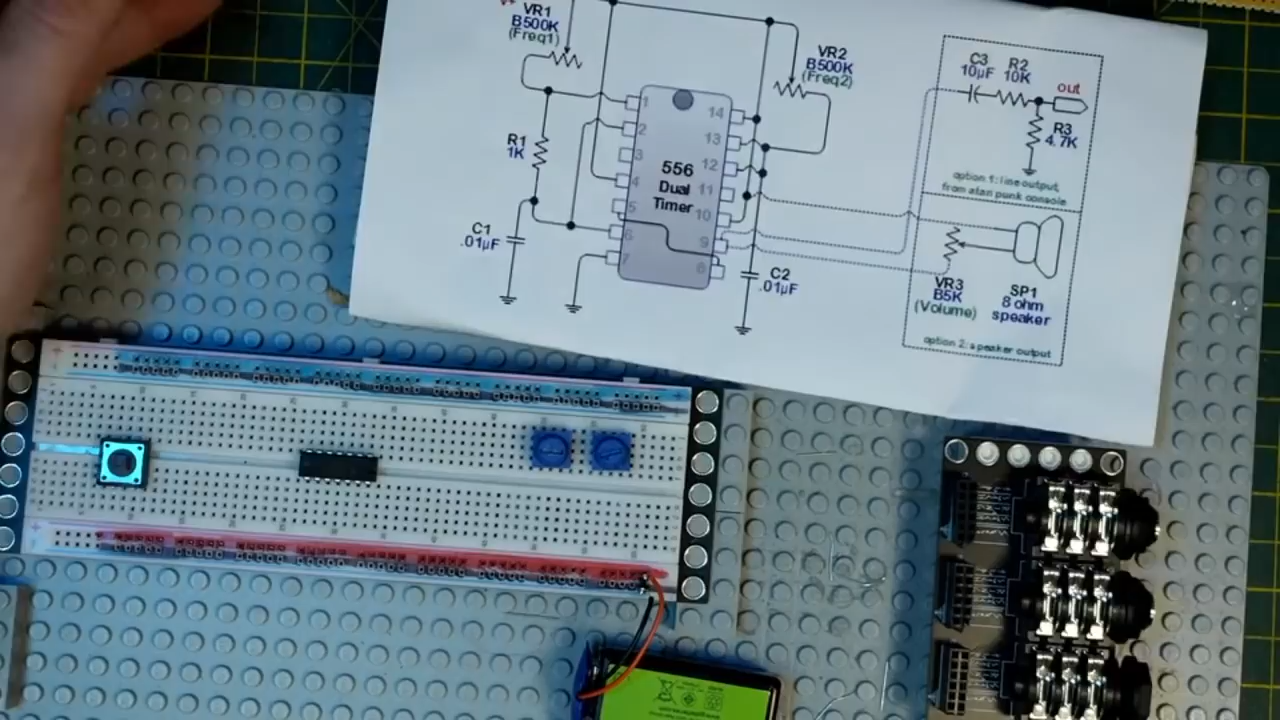 VR1
B500K
(Freq1)
VR2
B500K
(Freq2)
C3
10µF
R2
10K
out
R3
4.7K
R1
1K
1
2
3
4
5
6
7
14
13
12
11
10
9
8
556
Dual
Timer
option 1: line output,
from atari punk console
C1
.01µF
C2
.01µF
VR3
B5K
(Volume)
SP1
8 ohm
speaker
option 2: speaker output